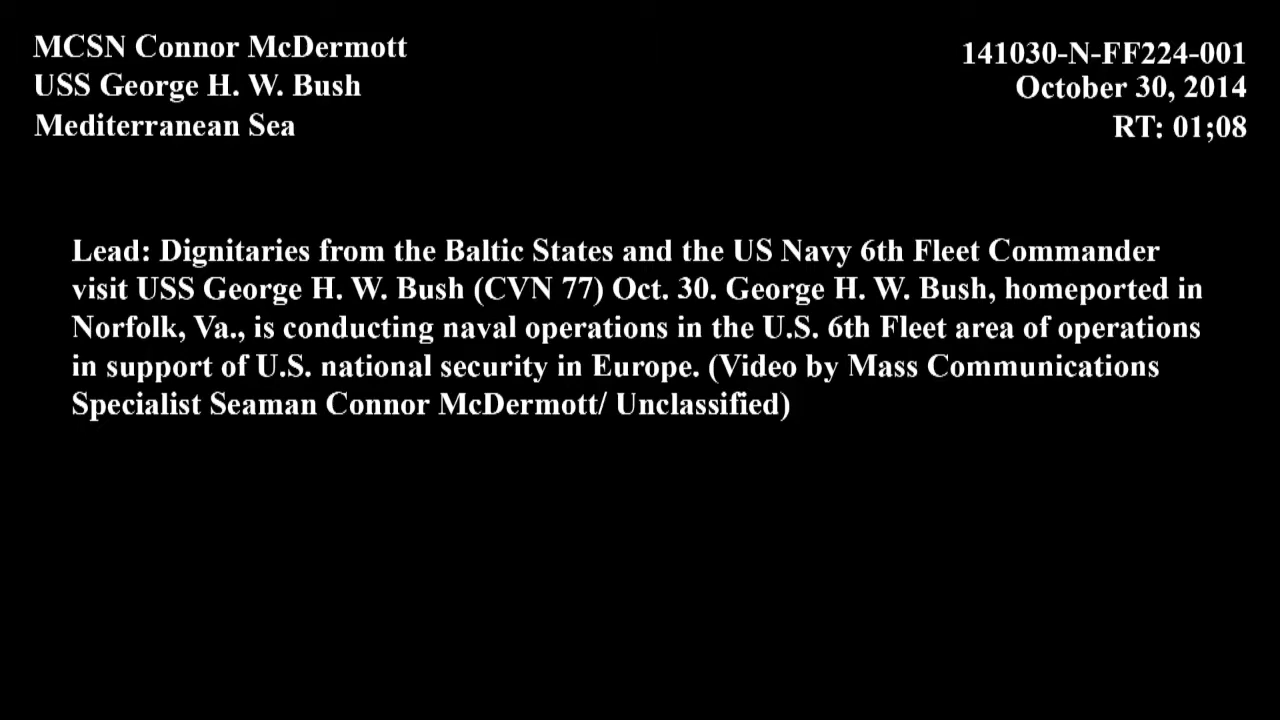 MCSN Connor McDermott
USS George H. W. Bush
Mediterranean Sea
141030-N-FF224-001
October 30, 2014
RT: 01;08
Lead: Dignitaries from the Baltic States and the US Navy 6th Fleet Commander
visit USS George H. W. Bush (CVN 77) Oct. 30. George H. W. Bush, homeported in
Norfolk, Va., is conducting naval operations in the U.S. 6th Fleet area of operations
in support of U.S. national security in Europe. (Video by Mass Communications
Specialist Seaman Connor McDermott/ Unclassified)